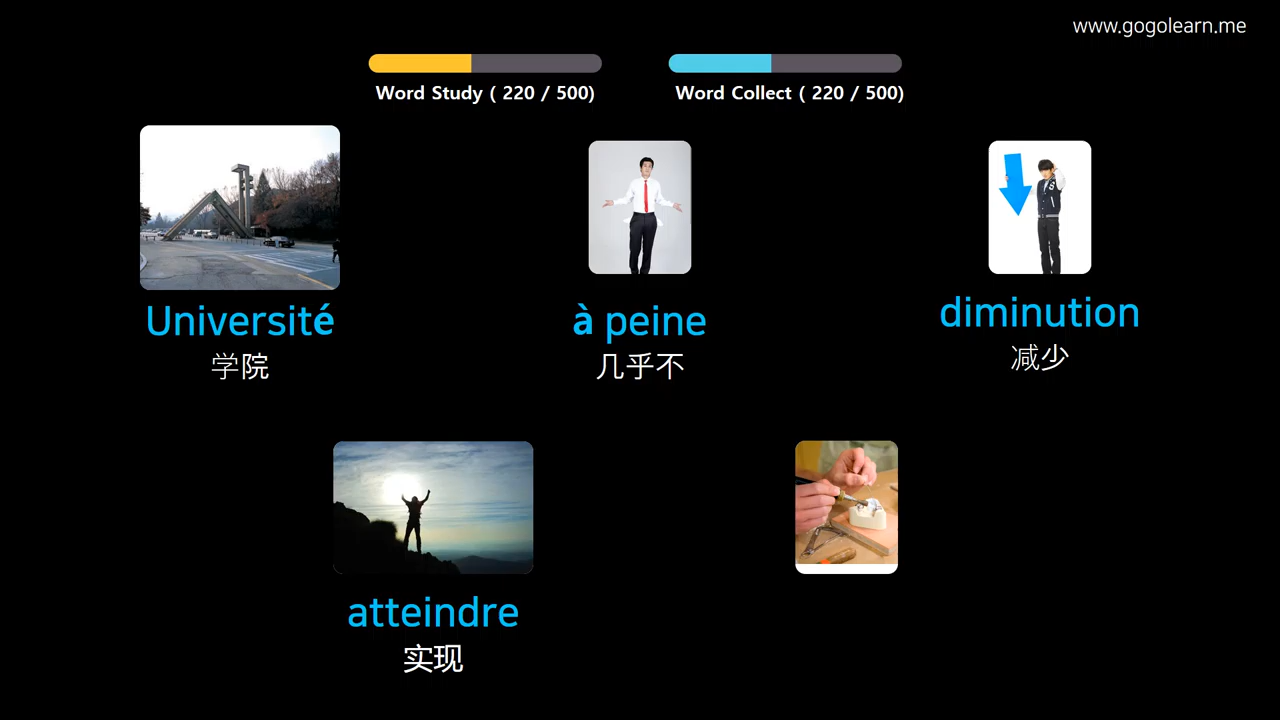 www.gogolearn.me
Word Study ( 220 / 500)
Word Collect ( 220 / 500)
Université
学院
à peine
几乎不
diminution
减少
atteindre
实现